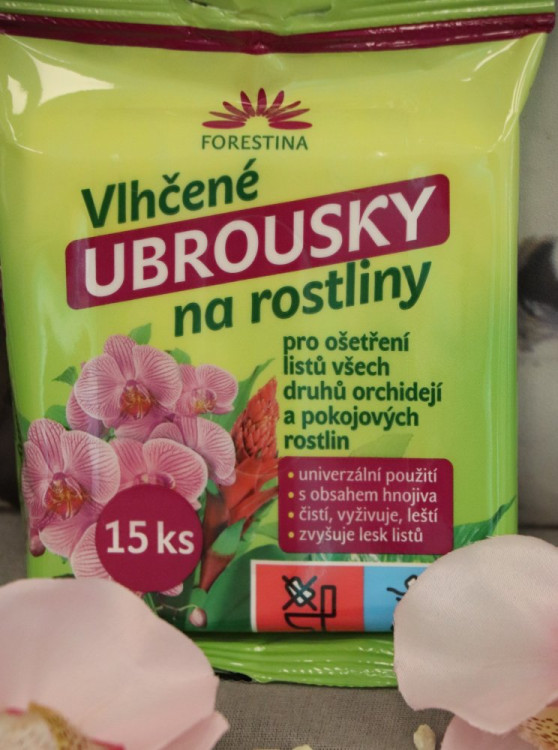 FORESTINA
Vlhčené
UBROUSKY
na rostliny
pro ošetření
listů všech
druhů orchidejí
a pokojových
rostlin
• univerzální použití
• s obsahem hnojiva
• čistí, vyživuje, leští
• zvyšuje lesk listů
15 ks